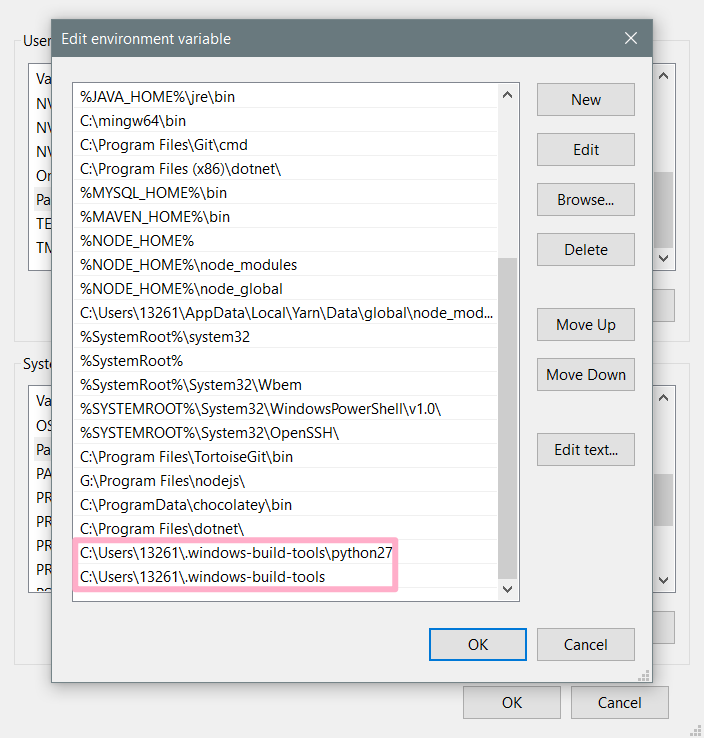 Edit environment variable
User
Va
NV
NV
NV
On
Pa
TE
TM
%JAVA_HOME%\jre\bin
C:\mingw64\bin
C:\Program Files\Git\cmd
C:\Program Files (x86)\dotnet\
%MYSQL_HOME%\bin
%MAVEN_HOME%\bin
%NODE_HOME%
%NODE_HOME%\node_modules
%NODE_HOME%\node_global
C:\Users\13261\AppData\Local\Yarn\Data\global\node_mod...
%SystemRoot%\system32
%SystemRoot%
%SystemRoot%\System32\Wbem
%SYSTEMROOT%\System32\WindowsPowerShell\v1.0\
%SYSTEMROOT%\System32\OpenSSH\
C:\Program Files\TortoiseGit\bin
G:\Program Files\nodejs\
C:\ProgramData\chocolatey\bin
C:\Program Files\dotnet\
C:\Users\13261\.windows-build-tools\python27
C:\Users\13261\.windows-build-tools
New
Edit
Browse...
Delete
Move Up
Move Down
Edit text...
OK
Cancel
Syste
Va
OS
Pa
PA
PR
PR
PR
PR
OK
Cancel